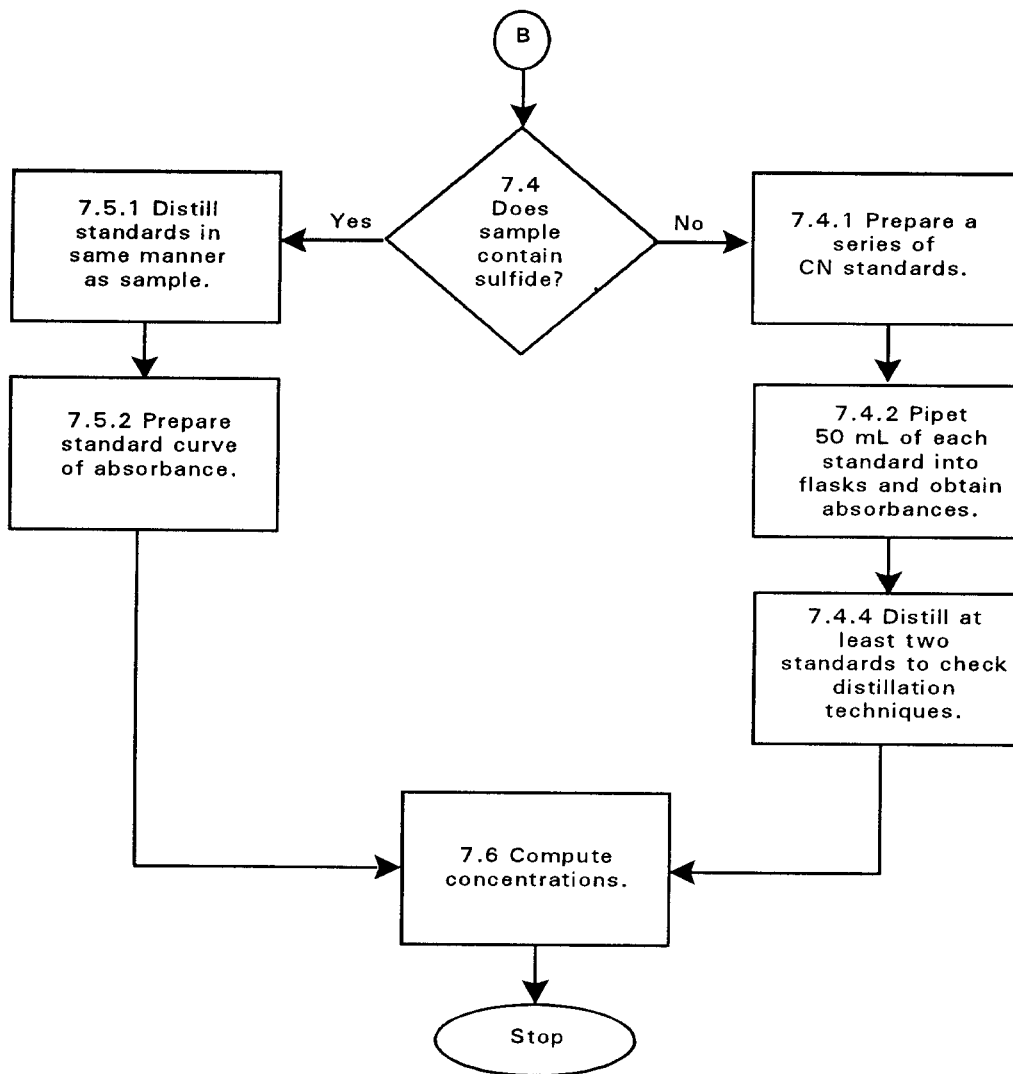 B
7.4
Does
sample
contain
sulfide?
Yes
No
7.5.1 Distill
standards in
same manner
as sample.
7.5.2 Prepare
standard curve
of absorbance.
7.4.1 Prepare a
series of
CN standards.
7.4.2 Pipet
50 mL of each
standard into
flasks and obtain
absorbances.
7.4.4 Distill at
least two
standards to check
distillation
techniques.
7.6 Compute
concentrations.
Stop